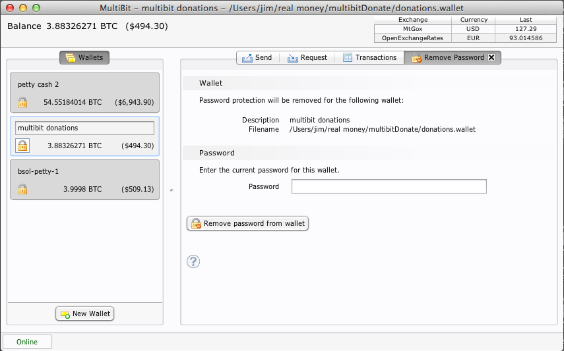 MultiBit – multibit donations – /Users/jim/real money/multibitDonate/donations.wallet
Balance 3.88326271 BTC ($494.30)
Exchange Currency Last
MtGox USD 127.29
OpenExchangeRates EUR 93.014586
Wallets
Send Request Transactions Remove Password
petty cash 2
54.55184014 BTC ($6,943.90)
multibit donations
3.88326271 BTC ($494.30)
bsol-petty-1
3.9998 BTC ($509.13)
New Wallet
Wallet
Password protection will be removed for the following wallet:
Description multibit donations
Filename /Users/jim/real money/multibitDonate/donations.wallet
Password
Enter the current password for this wallet.
Password
Remove password from wallet
?
Online